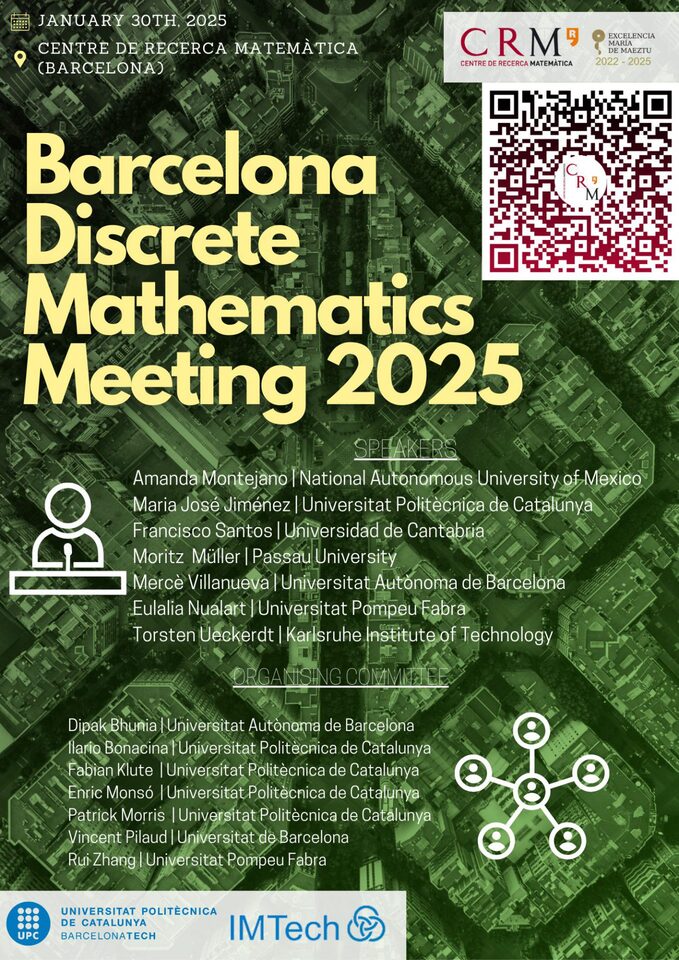 JANUARY 30TH. 2025
CENTRE DE RECERCA MATEMÀTICA
(BARCELONA)
CRMR
CENTRE DE RECERCA MATEMÀTICA
EXCELENCIA
MARÍA
DE MAEZTU
2022 - 2025
CRM
Barcelona
Discrete
Mathematics
Meeting 2025
SPEAKERS
Amanda Montejano | National Autonomous University of Mexico
Maria José Jiménez | Universitat Politècnica de Catalunya
Francisco Santos | Universidad de Cantabria
Moritz Müller | Passau University
Mercè Villanueva | Universitat Autònoma de Barcelona
Eulalia Nualart | Universitat Pompeu Fabra
Torsten Ueckerdt | Karlsruhe Institute of Technology
ORGANISING COMMITTEE
Dipak Bhunia | Universitat Autònoma de Barcelona
Ilario Bonacina | Universitat Politècnica de Catalunya
Fabian Klute | Universitat Politècnica de Catalunya
Enric Monsó | Universitat Politècnica de Catalunya
Patrick Morris | Universitat Politècnica de Catalunya
Vincent Pilaud | Universitat de Barcelona
Rui Zhang | Universitat Pompeu Fabra
UPC
UNIVERSITAT POLITÈCNICA
DE CATALUNYA
BARCELONATECH
IMTech